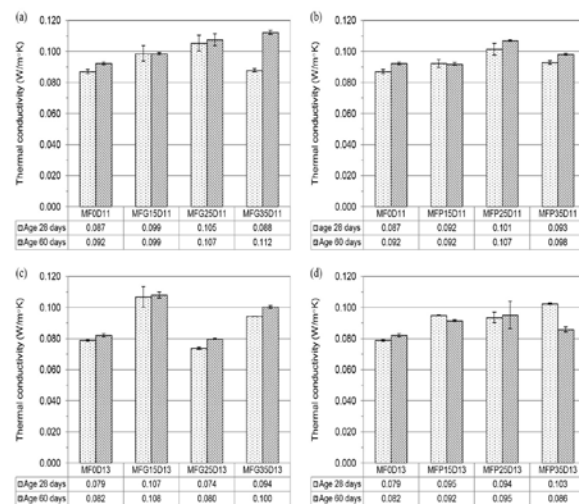 (a)
Thermal conductivity (W/m·K)
0.120
0.100
0.080
0.060
0.040
0.020
0.000
MF0D11 MFG15D11 MFG25D11 MFG35D11
Age 28 days 0.087 0.099 0.105 0.088
Age 60 days 0.092 0.099 0.107 0.112
(b)
Thermal conductivity (W/m·K)
0.120
0.100
0.080
0.060
0.040
0.020
0.000
MF0D11 MFP15D11 MFP25D11 MFP35D11
Age 28 days 0.087 0.092 0.101 0.093
Age 60 days 0.092 0.092 0.107 0.098
(c)
Thermal conductivity (W/m·K)
0.120
0.100
0.080
0.060
0.040
0.020
0.000
MF0D13 MFG15D13 MFG25D13 MFG35D13
Age 28 days 0.079 0.107 0.074 0.094
Age 60 days 0.082 0.108 0.080 0.100
(d)
Thermal conductivity (W/m·K)
0.120
0.100
0.080
0.060
0.040
0.020
0.000
MF0D13 MFP15D13 MFP25D13 MFP35D13
Age 28 days 0.079 0.095 0.094 0.103
Age 60 days 0.082 0.092 0.095 0.086